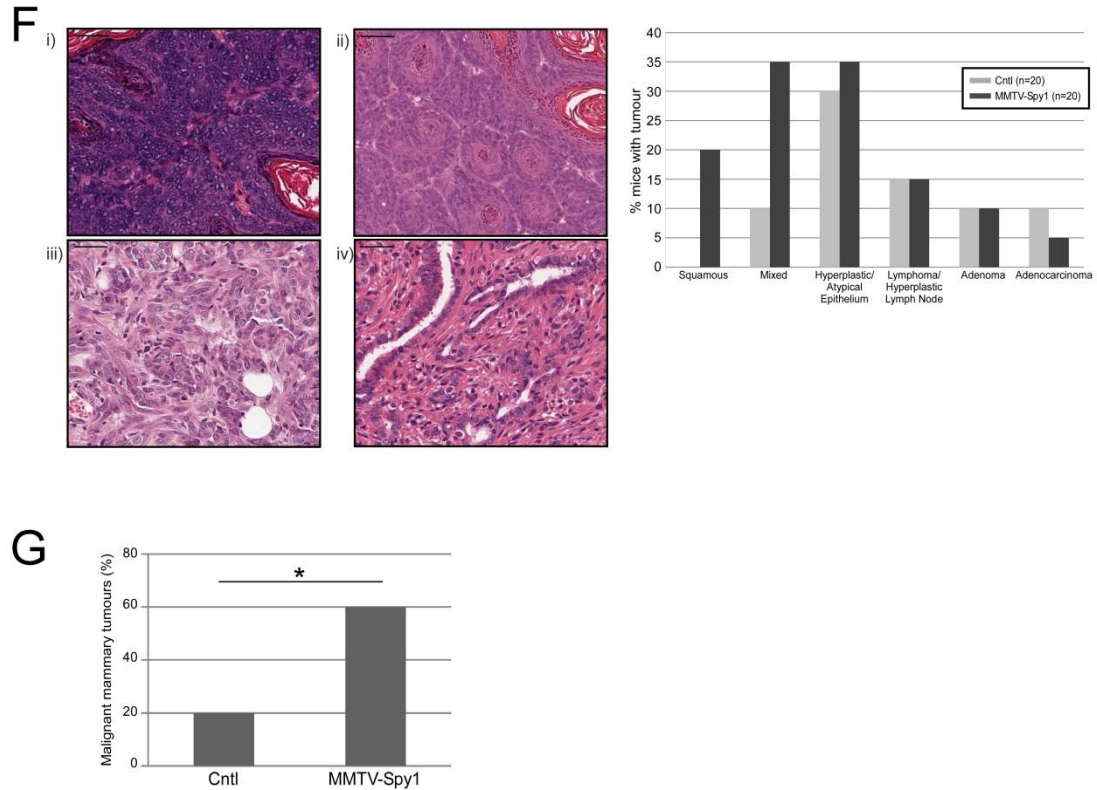 F
i)
ii)
iii)
iv)
% mice with tumour
40
35
30
25
20
15
10
5
0
Cntl (n=20)
MMTV-Spy1 (n=20)
Squamous
Mixed
Hyperplastic/
Atypical
Epithelium
Lymphoma/
Hyperplastic
Lymph Node
Adenoma
Adenocarcinoma
G
Malignant mammary tumours (%)
80
60
40
20
0
*
Cntl
MMTV-Spy1